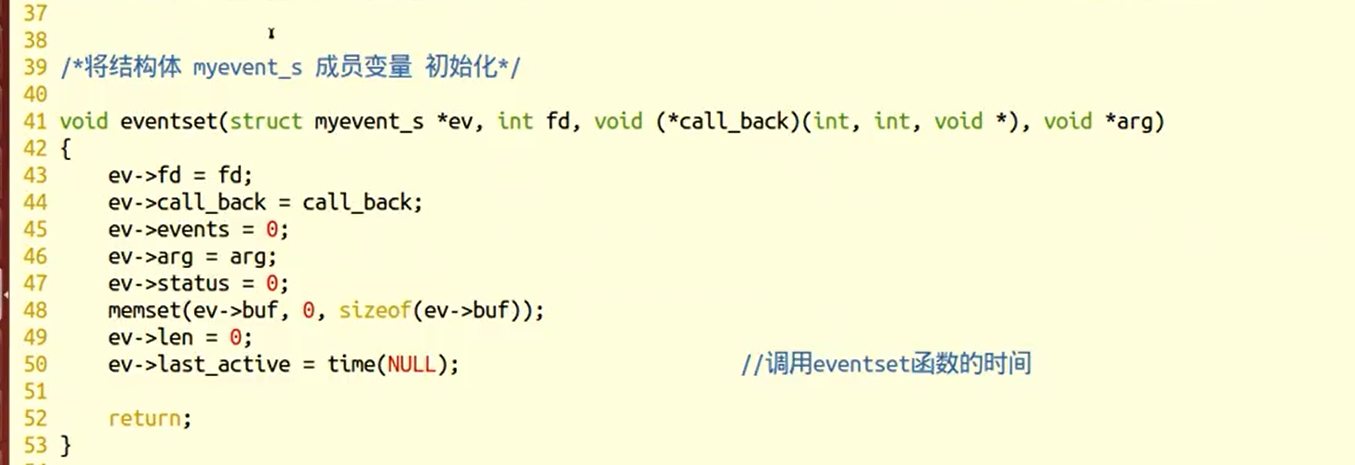 37
38
39 /*将结构体 myevent_s 成员变量 初始化*/
40
41 void eventset(struct myevent_s *ev, int fd, void (*call_back)(int, int, void *), void *arg)
42 {
43     ev->fd = fd;
44     ev->call_back = call_back;
45     ev->events = 0;
46     ev->arg = arg;
47     ev->status = 0;
48     memset(ev->buf, 0, sizeof(ev->buf));
49     ev->len = 0;
50     ev->last_active = time(NULL);                       //调用eventset函数的时间
51
52     return;
53 }